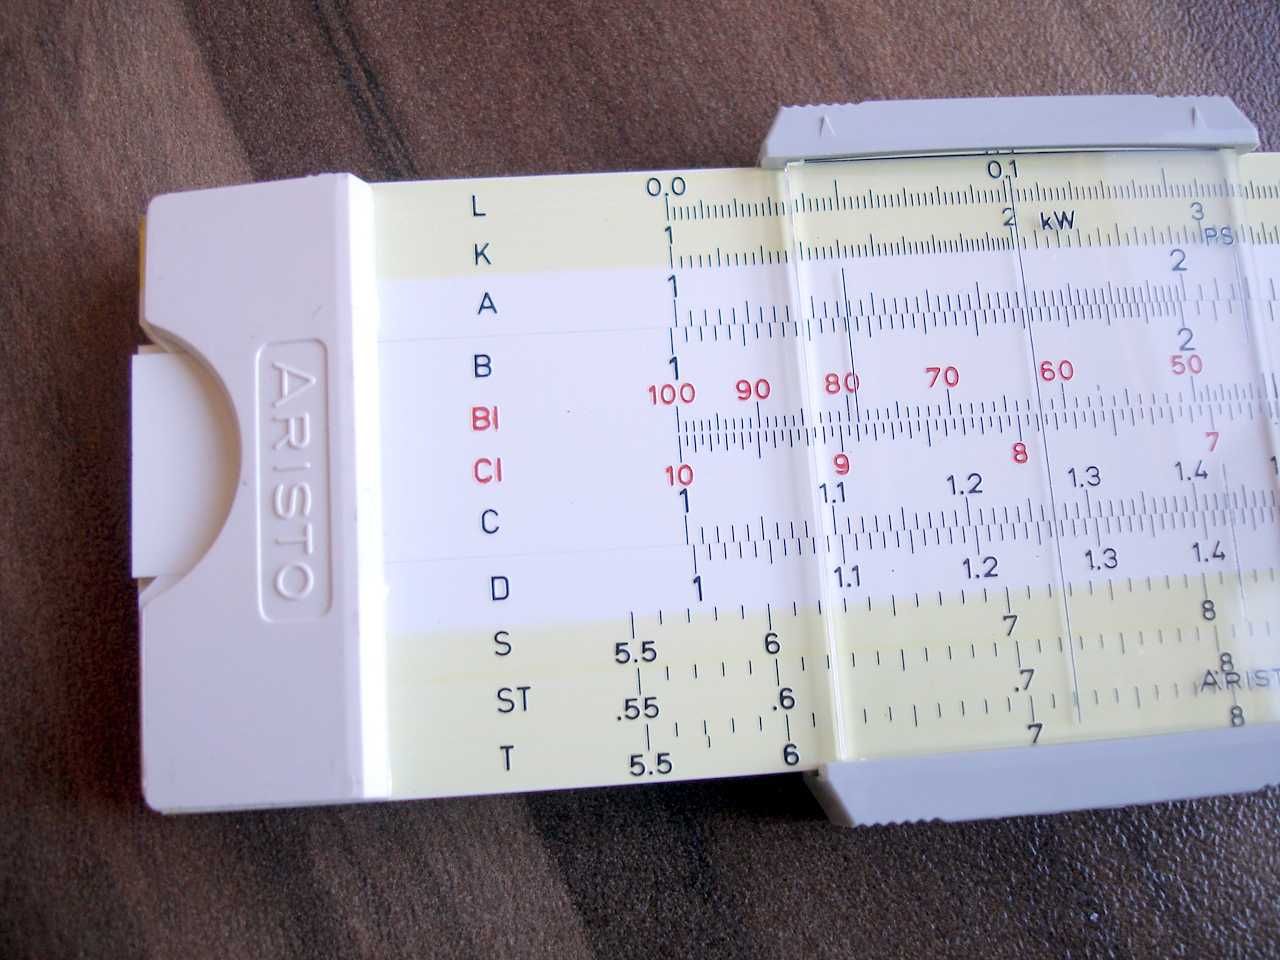 ARISTO
L 0.0 0.1
K 1 2 kW 3
PS
A 1 2
B 1 2
BI 100 90 80 70 60 50
CI 10 9 8 7
C 1 1.1 1.2 1.3 1.4
D 1 1.1 1.2 1.3 1.4
S 5.5 6 7 8
ST .55 .6 .7 .8
ARIST
T 5.5 6 7 8